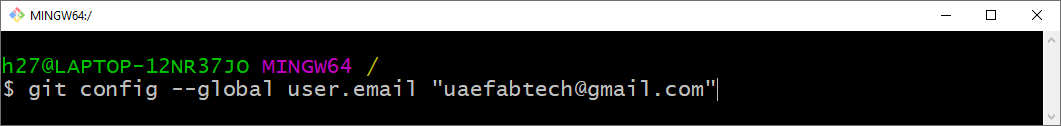 MINGW64:/
h27@LAPTOP-12NR37JO MINGW64 /
$ git config --global user.email "uaefabtech@gmail.com"